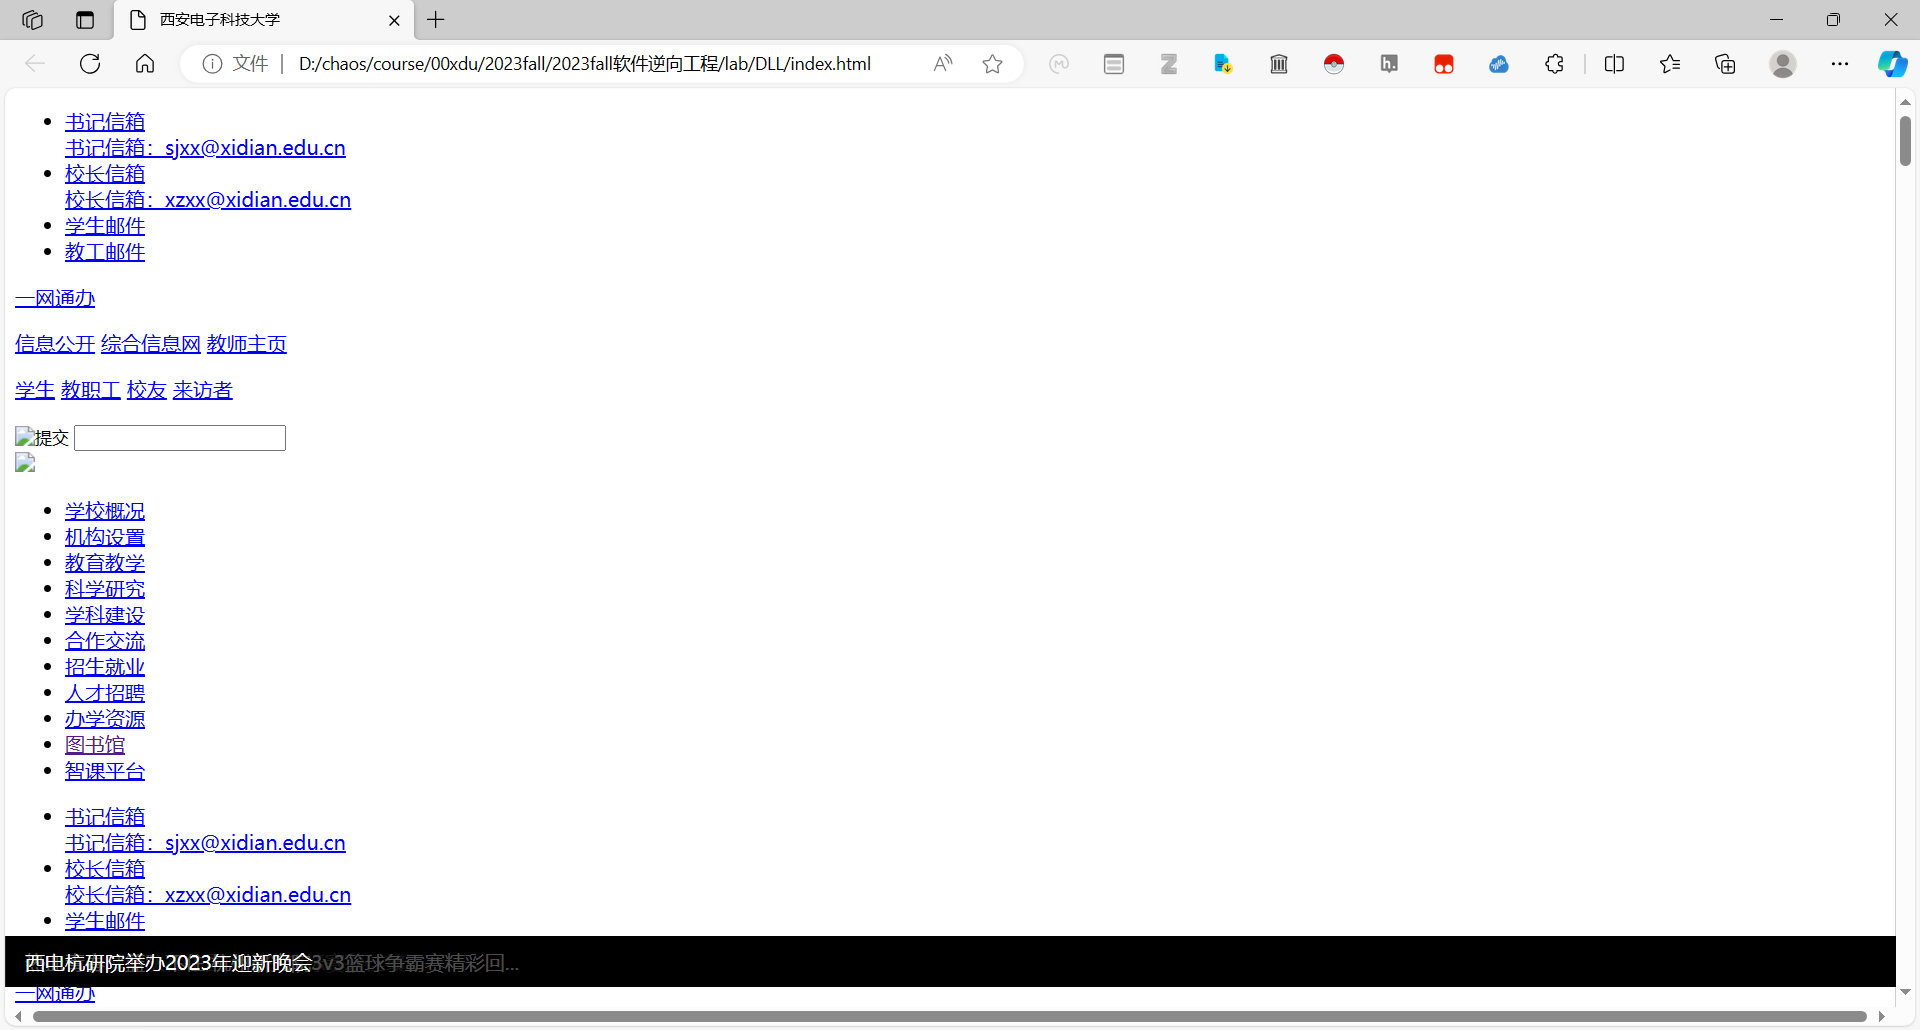 西安电子科技大学
文件 D:/chaos/course/00xdu/2023fall/2023fall软件逆向工程/lab/DLL/index.html
书记信箱
书记信箱：sjxx@xidian.edu.cn
校长信箱
校长信箱：xzxx@xidian.edu.cn
学生邮件
教工邮件
一网通办
信息公开 综合信息网 教师主页
学生 教职工 校友 来访者
提交
学校概况
机构设置
教育教学
科学研究
学科建设
合作交流
招生就业
人才招聘
办学资源
图书馆
智课平台
书记信箱
书记信箱：sjxx@xidian.edu.cn
校长信箱
校长信箱：xzxx@xidian.edu.cn
学生邮件
西电杭研院举办2023年迎新晚会 3v3篮球争霸赛精彩回...
一网通办